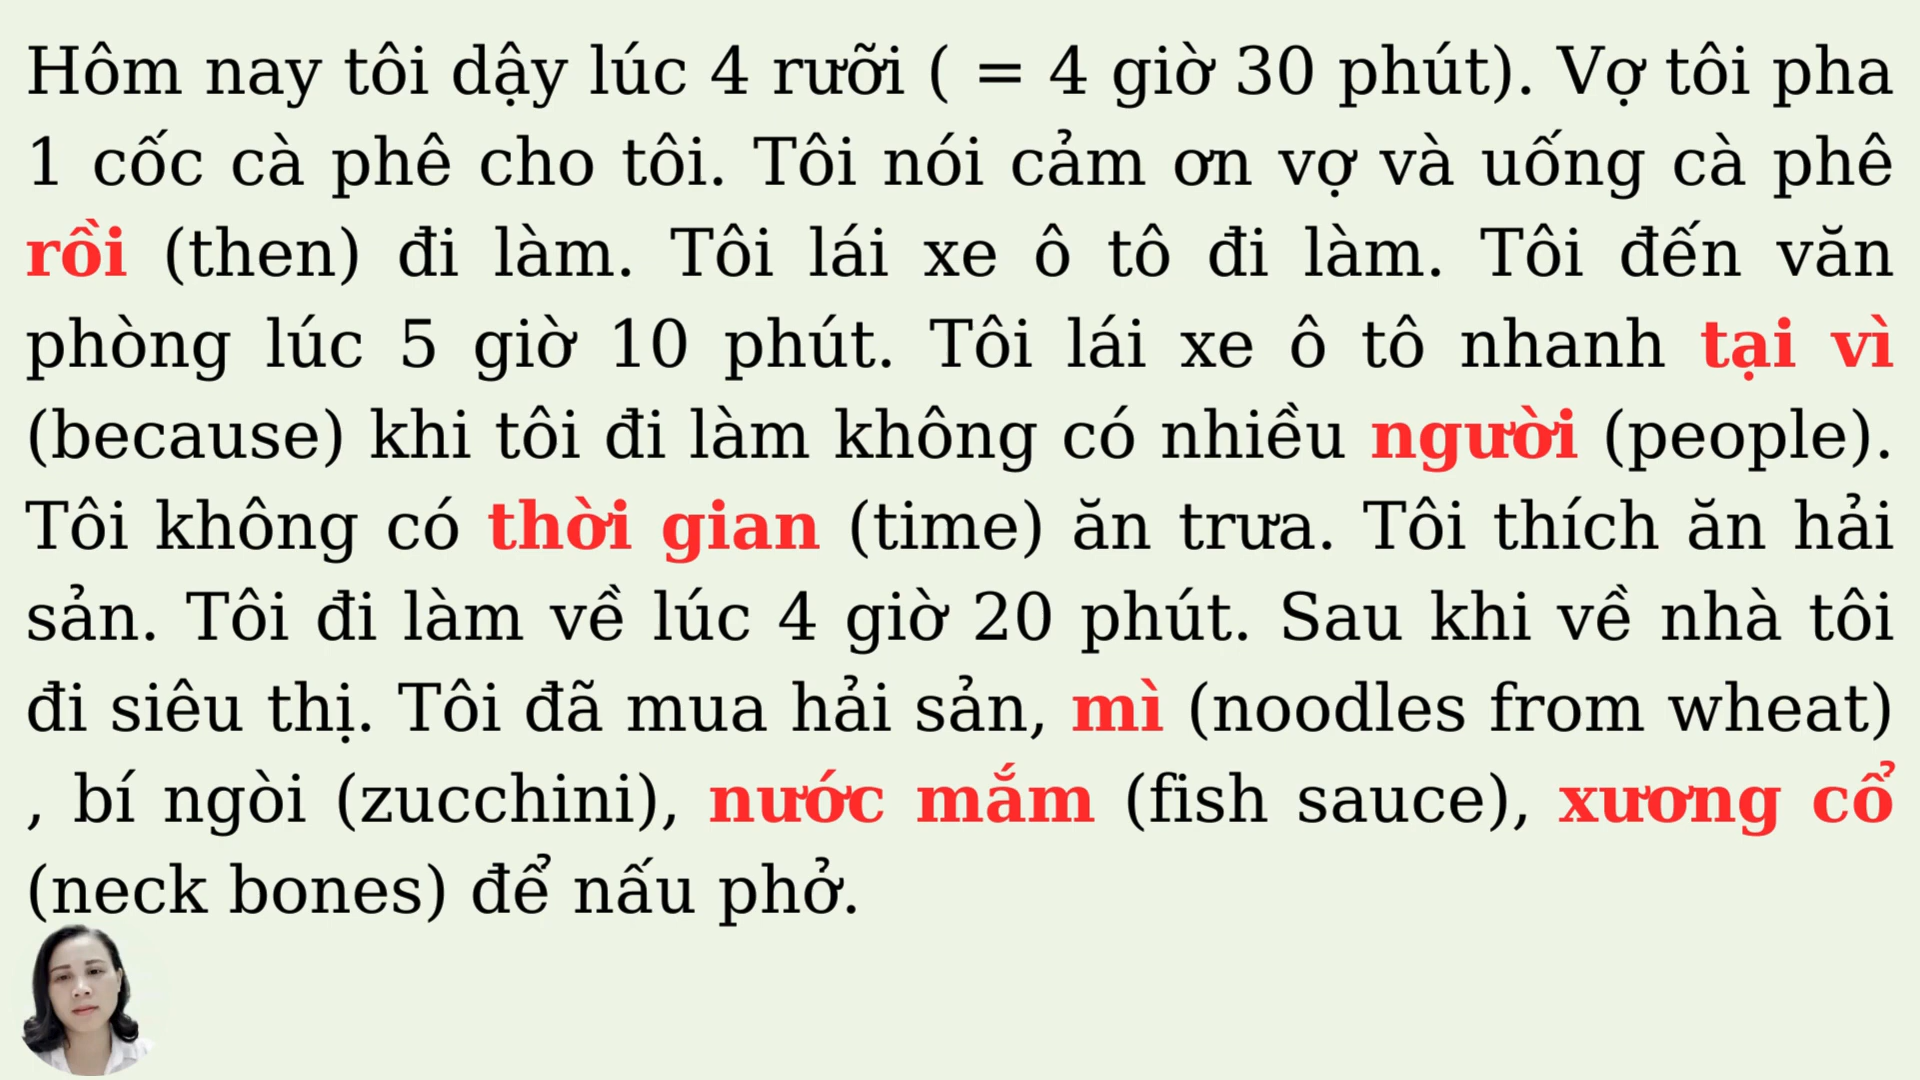 Hôm nay tôi dậy lúc 4 rưỡi ( = 4 giờ 30 phút). Vợ tôi pha
1 cốc cà phê cho tôi. Tôi nói cảm ơn vợ và uống cà phê
rồi (then) đi làm. Tôi lái xe ô tô đi làm. Tôi đến văn
phòng lúc 5 giờ 10 phút. Tôi lái xe ô tô nhanh tại vì
(because) khi tôi đi làm không có nhiều người (people).
Tôi không có thời gian (time) ăn trưa. Tôi thích ăn hải
sản. Tôi đi làm về lúc 4 giờ 20 phút. Sau khi về nhà tôi
đi siêu thị. Tôi đã mua hải sản, mì (noodles from wheat)
, bí ngòi (zucchini), nước mắm (fish sauce), xương cổ
(neck bones) để nấu phở.